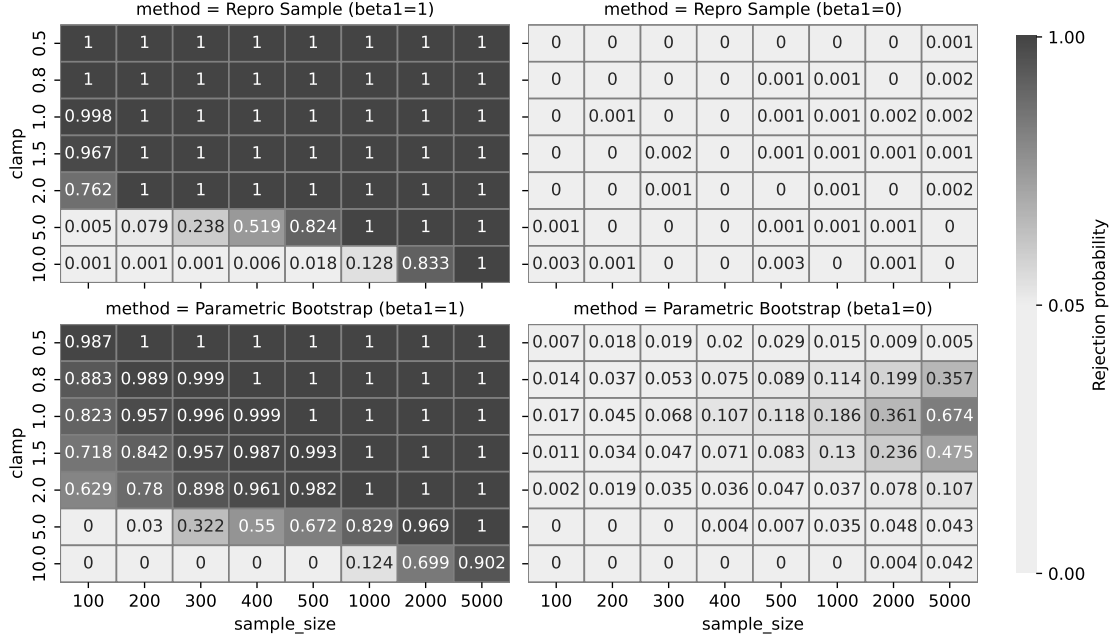 method = Repro Sample (beta1=1)
method = Repro Sample (beta1=0)
clamp
0.5 1 1 1 1 1 1 1 1
0.8 1 1 1 1 1 1 1 1
1.0 0.998 1 1 1 1 1 1 1
1.5 0.967 1 1 1 1 1 1 1
2.0 0.762 1 1 1 1 1 1 1
5.0 0.005 0.079 0.238 0.519 0.824 1 1 1
10.0 0.001 0.001 0.001 0.006 0.018 0.128 0.833 1
0 0 0 0 0 0 0 0.001
0 0 0 0 0.001 0.001 0 0.002
0 0.001 0 0 0.001 0.001 0.002 0.002
0 0 0.002 0 0.001 0.001 0.001 0.001
0 0 0.001 0 0 0.001 0 0.002
0.001 0 0 0 0.001 0.001 0.001 0
0.003 0.001 0 0 0.003 0 0.001 0
method = Parametric Bootstrap (beta1=1)
method = Parametric Bootstrap (beta1=0)
clamp
0.5 0.987 1 1 1 1 1 1 1
0.8 0.883 0.989 0.999 1 1 1 1 1
1.0 0.823 0.957 0.996 0.999 1 1 1 1
1.5 0.718 0.842 0.957 0.987 0.993 1 1 1
2.0 0.629 0.78 0.898 0.961 0.982 1 1 1
5.0 0 0.03 0.322 0.55 0.672 0.829 0.969 1
10.0 0 0 0 0 0 0.124 0.699 0.902
100 200 300 400 500 1000 2000 5000
sample_size
0.007 0.018 0.019 0.02 0.029 0.015 0.009 0.005
0.014 0.037 0.053 0.075 0.089 0.114 0.199 0.357
0.017 0.045 0.068 0.107 0.118 0.186 0.361 0.674
0.011 0.034 0.047 0.071 0.083 0.13 0.236 0.475
0.002 0.019 0.035 0.036 0.047 0.037 0.078 0.107
0 0 0 0.004 0.007 0.035 0.048 0.043
0 0 0 0 0 0 0.004 0.042
100 200 300 400 500 1000 2000 5000
sample_size
1.00
0.05
0.00
Rejection probability